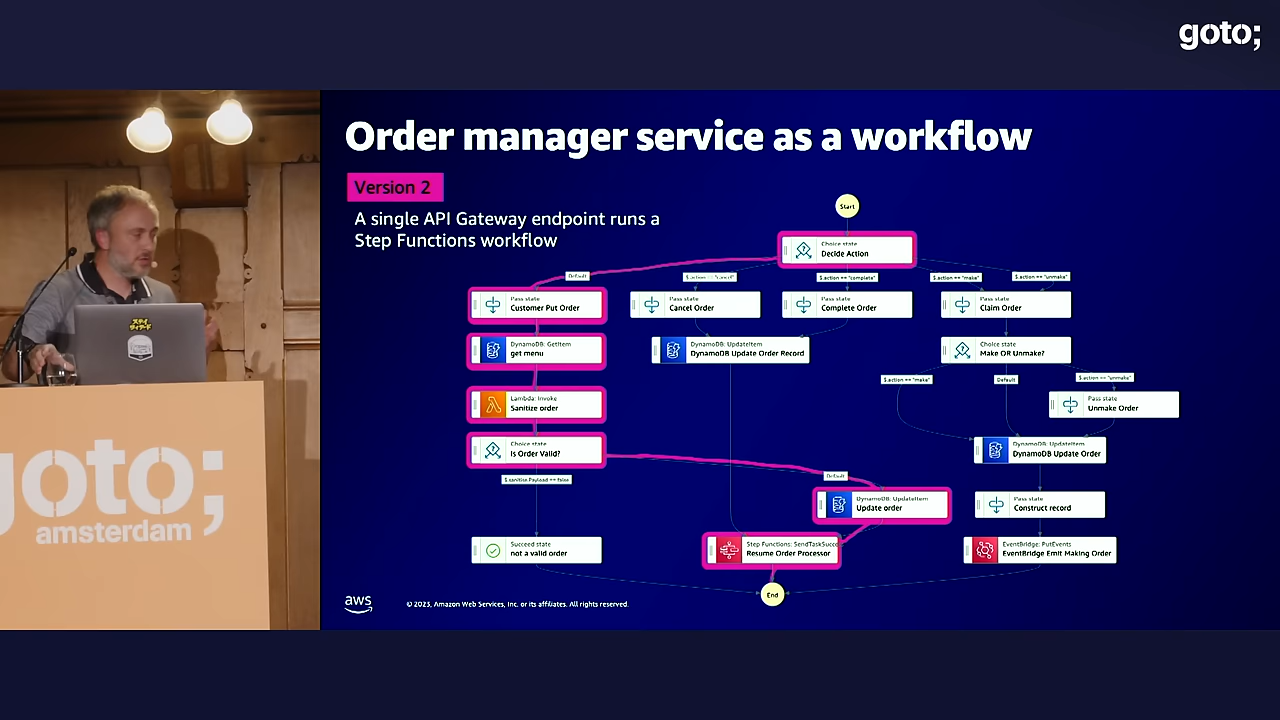 goto;
Order manager service as a workflow
Version 2
A single API Gateway endpoint runs a
Step Functions workflow
Start
Choice state
Decide Action
Default
$.action == "cancel"
$.action == "complete"
$.action == "make"
$.action == "unmake"
Pass state
Customer Put Order
Pass state
Cancel Order
Pass state
Complete Order
Pass state
Claim Order
DynamoDB: GetItem
get menu
DynamoDB: UpdateItem
DynamoDB Update Order Record
Choice state
Make OR Unmake?
$.action == "make"
Default
$.action == "unmake"
Lambda: Invoke
Sanitize order
Pass state
Unmake Order
Choice state
Is Order Valid?
DynamoDB: UpdateItem
DynamoDB Update Order
$.sanitise.Payload == false
Default
DynamoDB: UpdateItem
Update order
Pass state
Construct record
Succeed state
not a valid order
Step Functions: SendTaskSucce
Resume Order Processor
EventBridge: PutEvents
EventBridge Emit Making Order
End
aws
© 2023, Amazon Web Services, Inc. or its affiliates. All rights reserved.
goto;
amsterdam